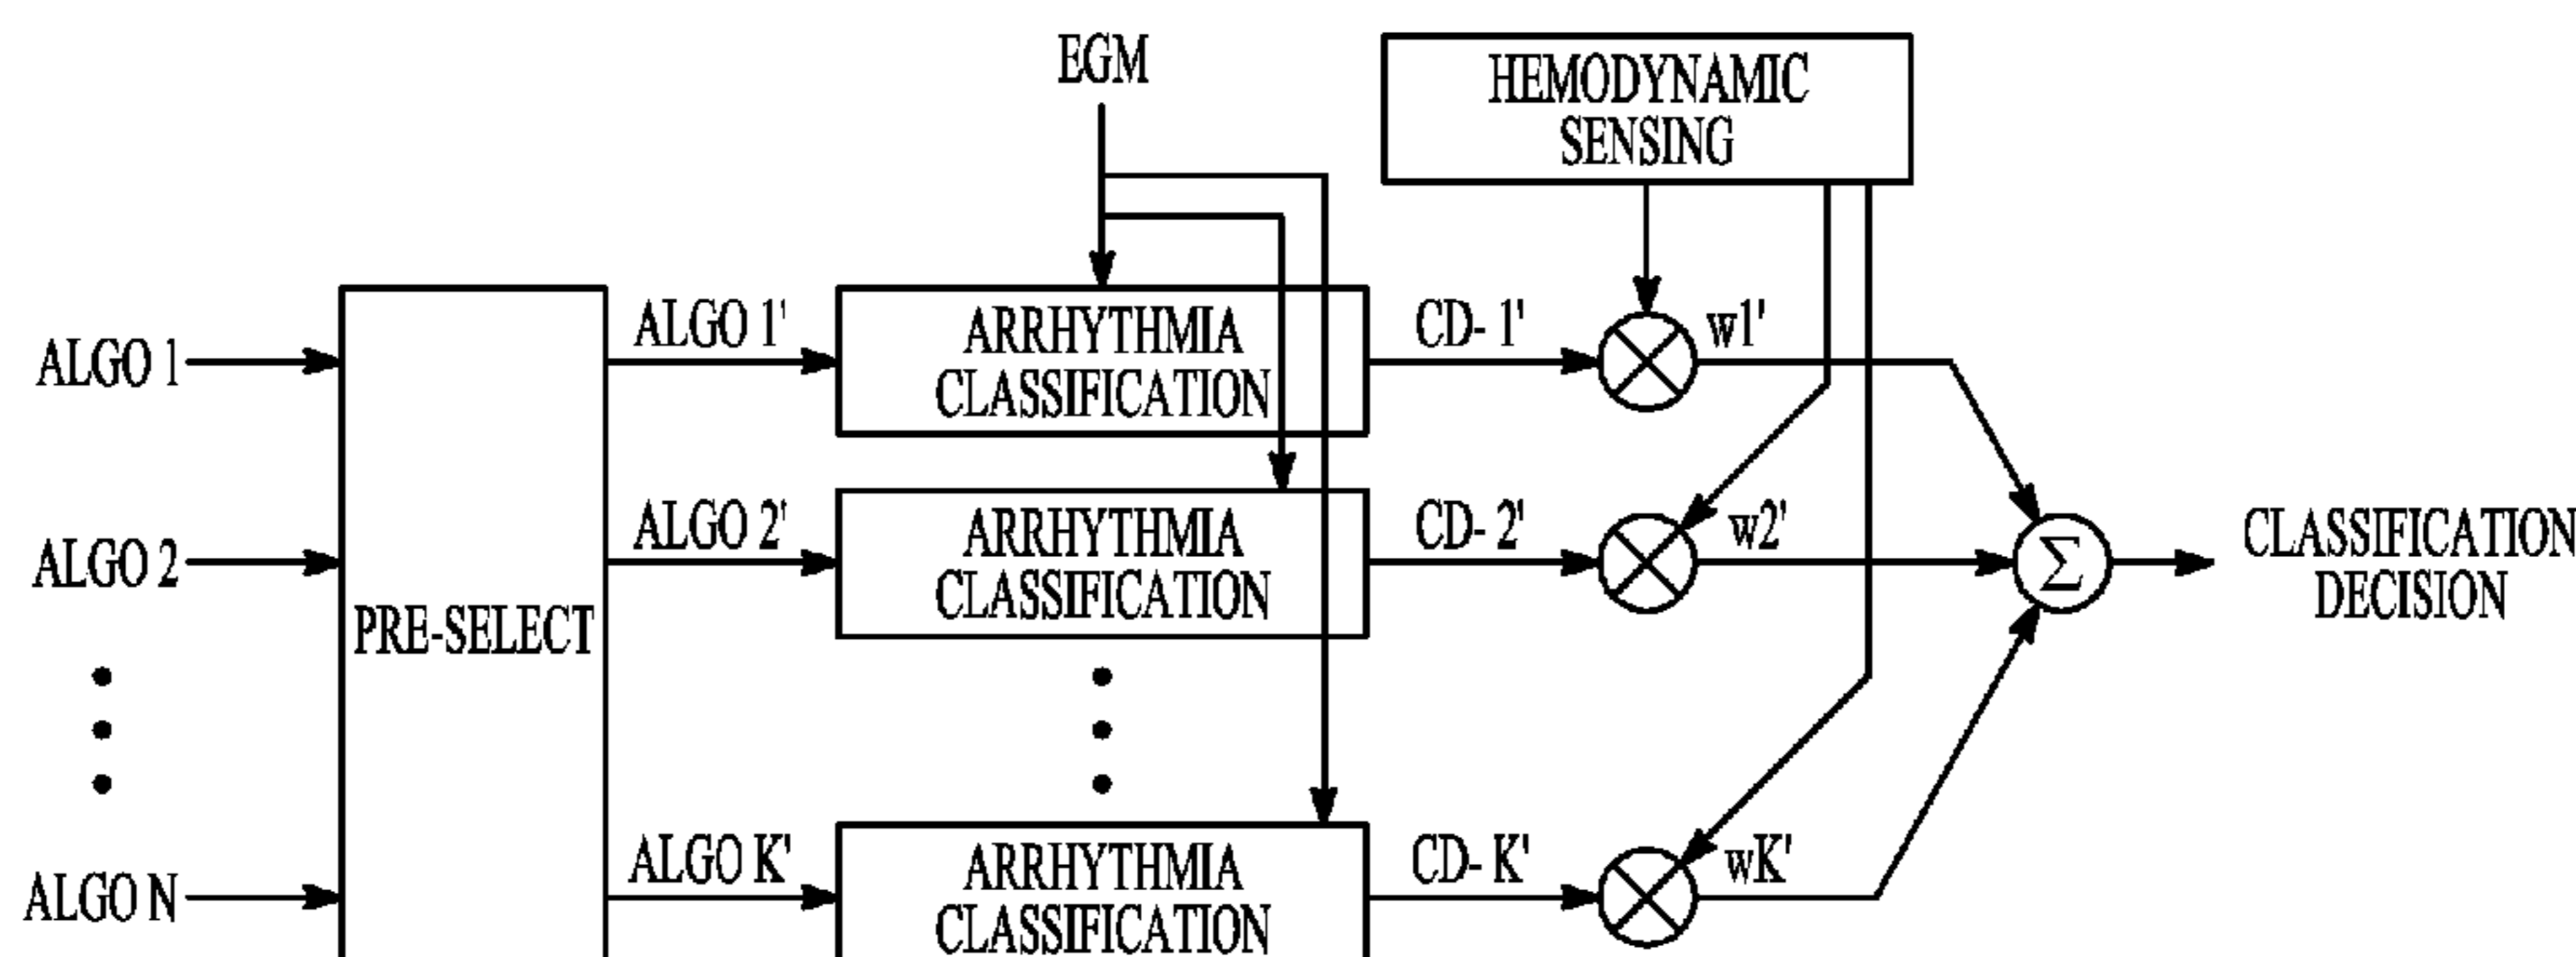 EGM
HEMODYNAMIC
SENSING
ALGO 1
ALGO 1'
ARRHYTHMIA
CLASSIFICATION
CD- 1'
w1'
ALGO 2
PRE-SELECT
ALGO 2'
ARRHYTHMIA
CLASSIFICATION
CD- 2'
w2'
Σ
CLASSIFICATION
DECISION
ALGO N
ALGO K'
ARRHYTHMIA
CLASSIFICATION
CD- K'
wK'